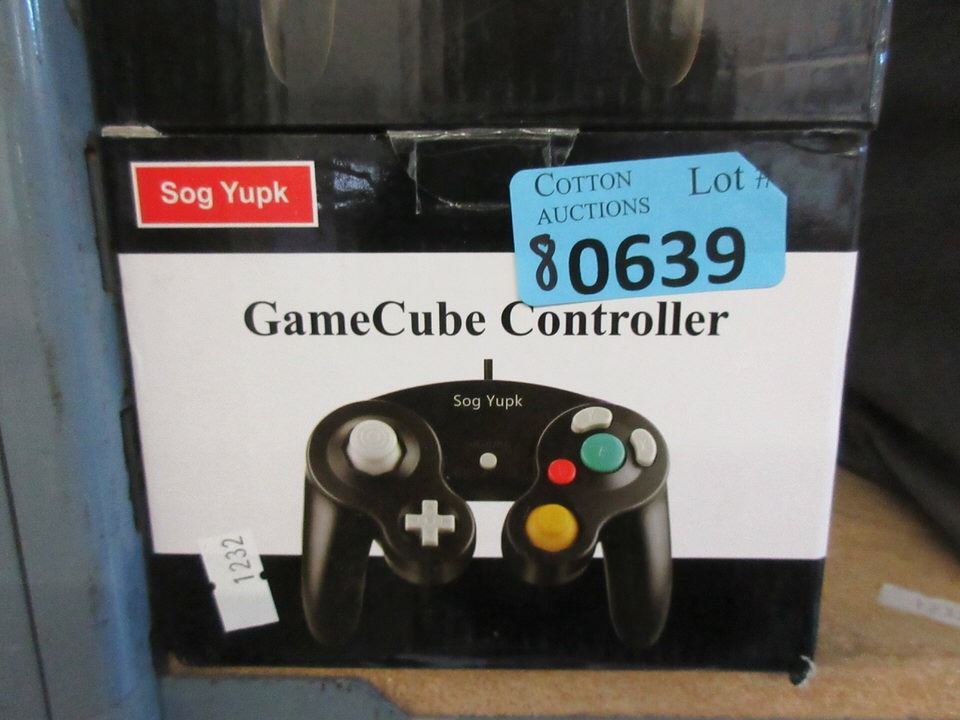 Sog Yupk
COTTON
AUCTIONS
Lot #
80639
GameCube Controller
Sog Yupk
1232